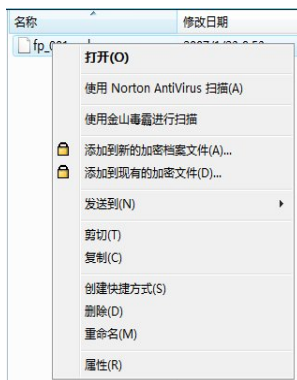 名称 修改日期
打开(O)
使用 Norton AntiVirus 扫描(A)
使用金山毒霸进行扫描
添加到新的加密档案文件(A)...
添加到现有的加密文件(D)...
发送到(N)
剪切(T)
复制(C)
创建快捷方式(S)
删除(D)
重命名(M)
属性(R)